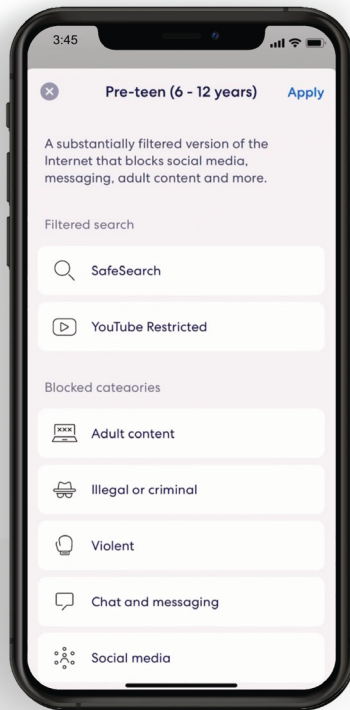 3:45
Pre-teen (6 - 12 years) Apply
A substantially filtered version of the
Internet that blocks social media,
messaging, adult content and more.
Filtered search
SafeSearch
YouTube Restricted
Blocked categories
XXX
Adult content
Illegal or criminal
Violent
Chat and messaging
Social media